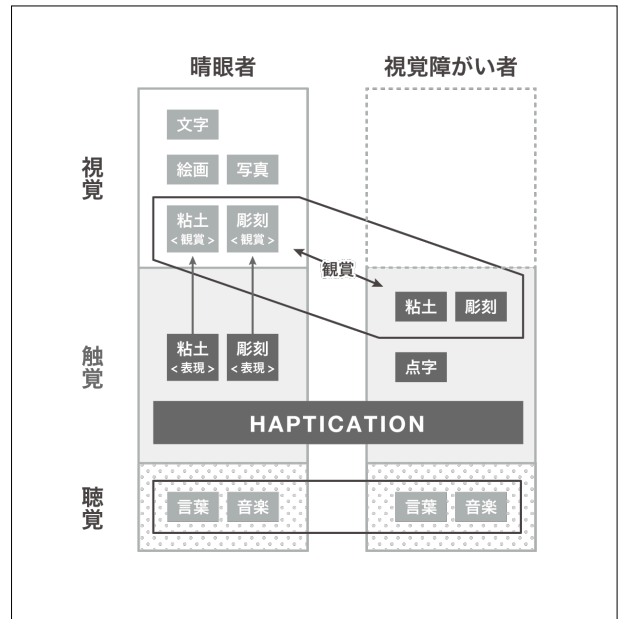 晴眼者
視覚障がい者
視覚
文字
絵画
写真
粘土
<観賞>
彫刻
<観賞>
観賞
粘土
彫刻
触覚
粘土
<表現>
彫刻
<表現>
点字
HAPTICATION
聴覚
言葉
音楽
言葉
音楽